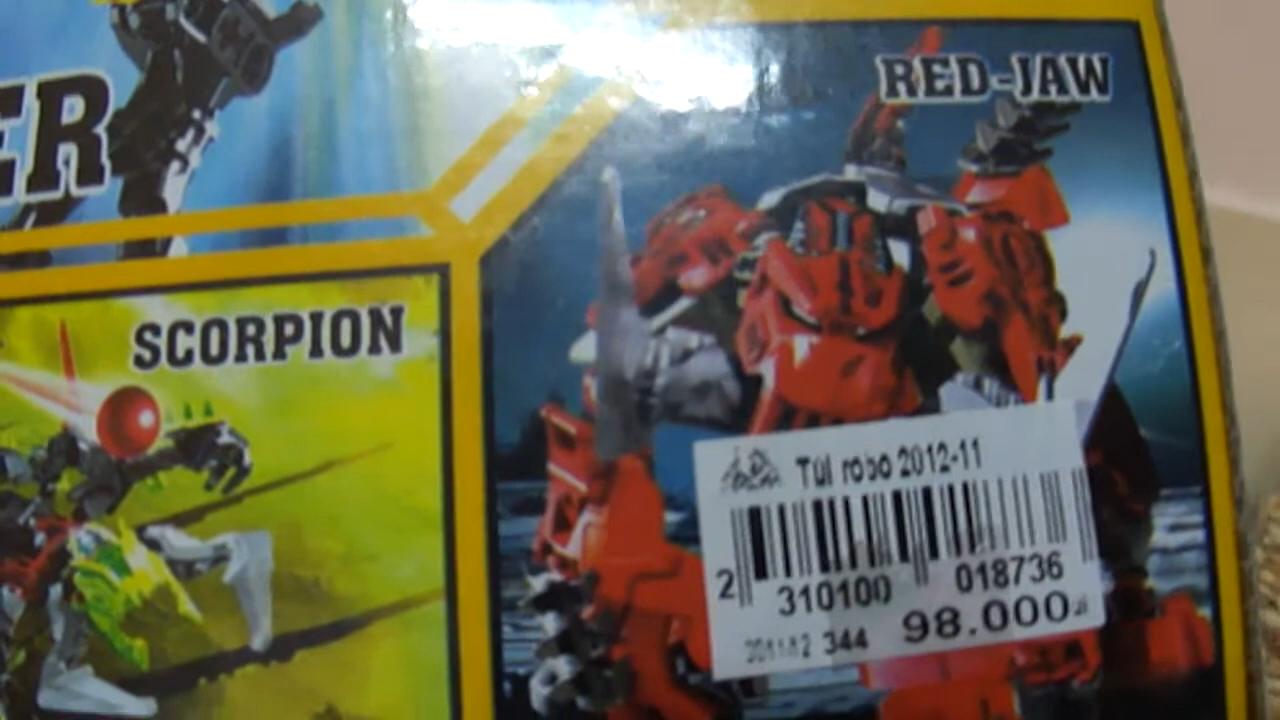 ER
RED-JAW
SCORPION
Túi robo 2012-11
2 310100 018736
344 98.000